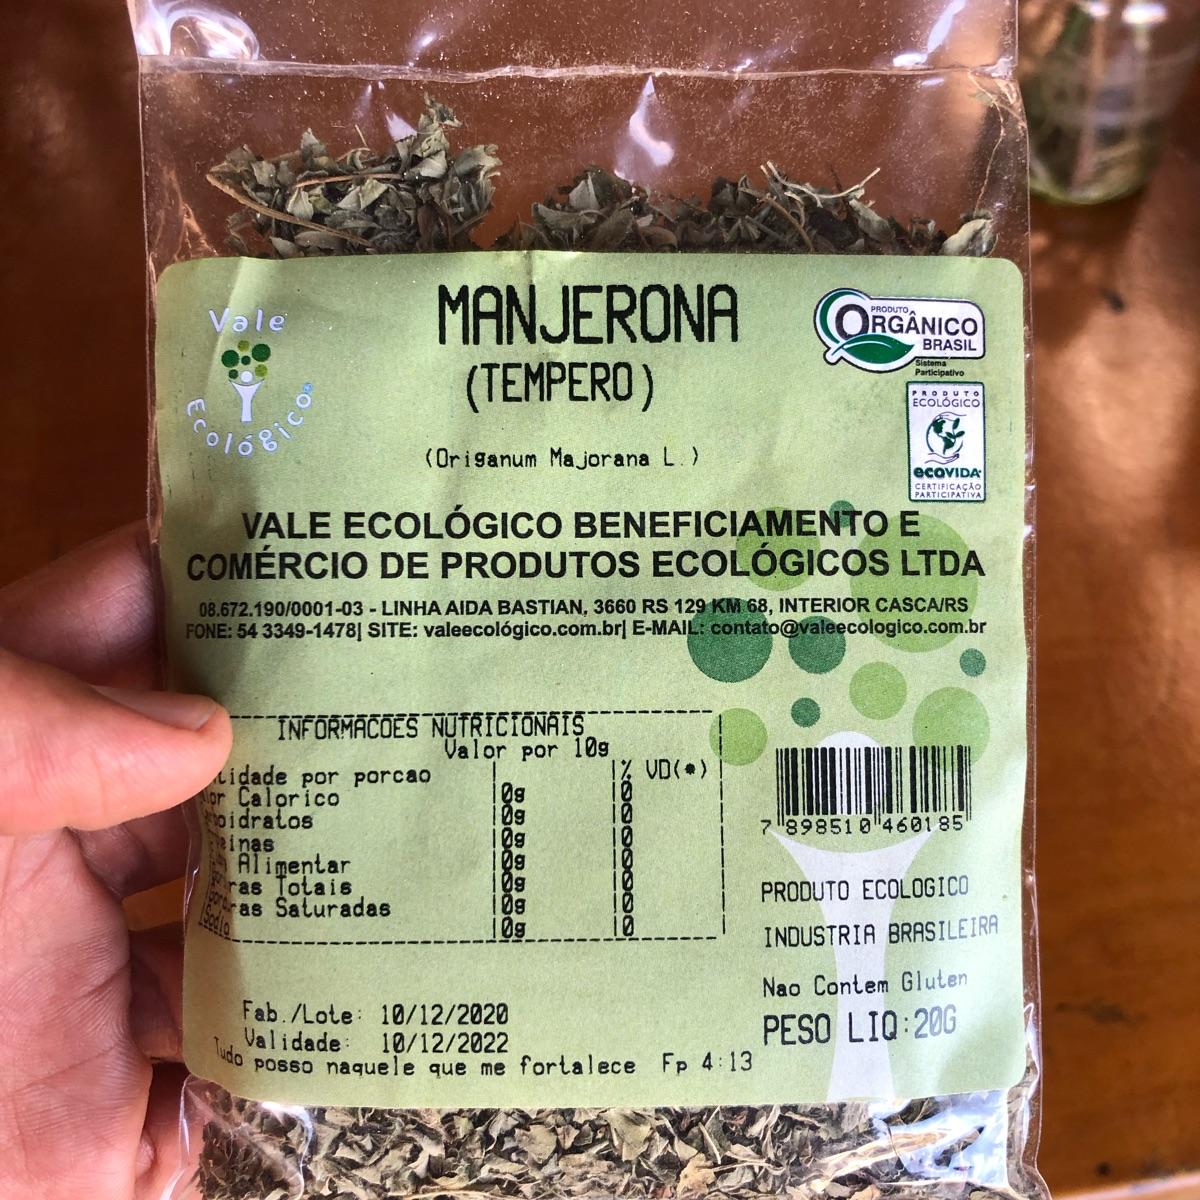 Vale
Ecológico
MANJERONA
(TEMPERO)
(Origanum Majorana L.)
PRODUTO
ORGÂNICO
BRASIL
Sistema
Participativo
PRODUTO
ECOLÓGICO
ecovida
CERTIFICAÇÃO
PARTICIPATIVA
VALE ECOLÓGICO BENEFICIAMENTO E
COMÉRCIO DE PRODUTOS ECOLÓGICOS LTDA
08.672.190/0001-03 - LINHA AIDA BASTIAN, 3660 RS 129 KM 68, INTERIOR CASCA/RS
FONE: 54 3349-1478| SITE: valeecológico.com.br| E-MAIL: contato@valeecologico.com.br
INFORMACOES NUTRICIONAIS
Valor por 10g
por porcao |% VD(*)
Calorico |0g |0
|0g |0
|0g |0
Alimentar |0g |0
Totais |0g |0
Saturadas |0g |0
Sodio |0g |0
7 898510 460185
PRODUTO ECOLOGICO
INDUSTRIA BRASILEIRA
Nao Contem Gluten
PESO LIQ:20G
Fab./Lote: 10/12/2020
Validade: 10/12/2022
Tudo posso naquele que me fortalece Fp 4:13